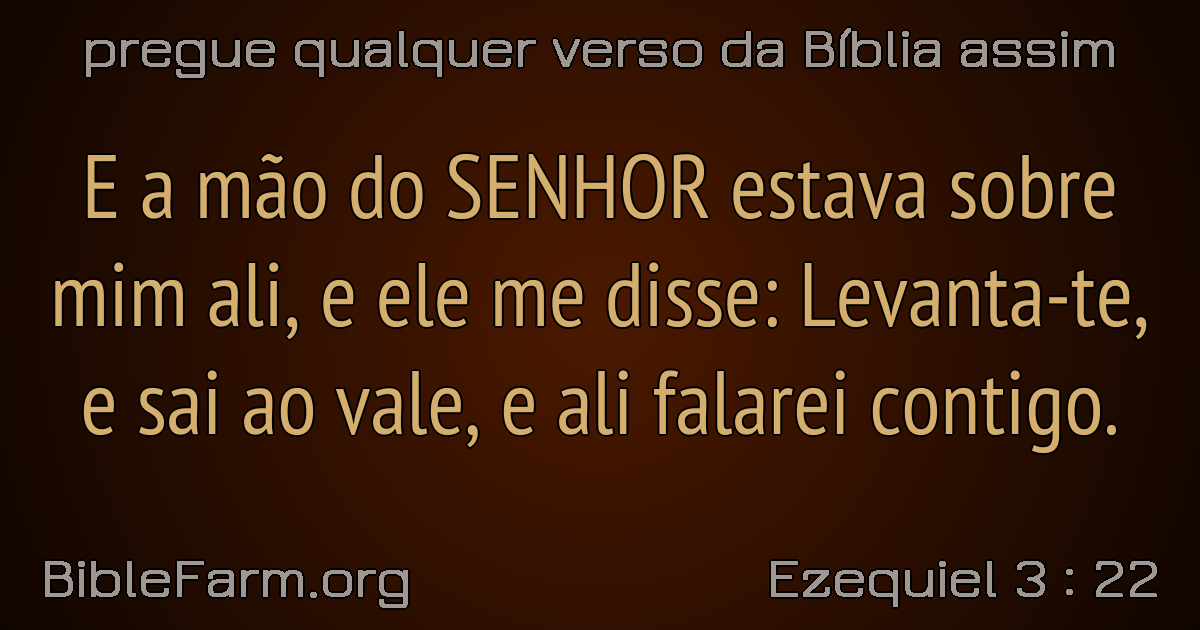 pregue qualquer verso da Bíblia assim
E a mão do SENHOR estava sobre
mim ali, e ele me disse: Levanta-te,
e sai ao vale, e ali falarei contigo.
BibleFarm.org
Ezequiel 3 : 22